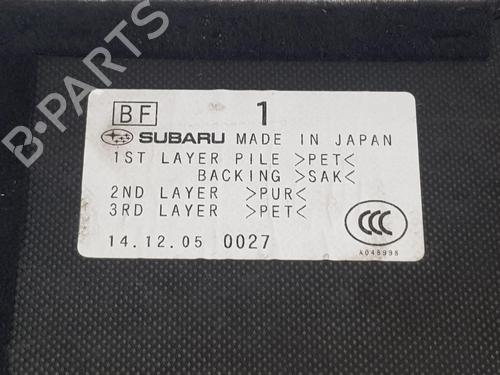 BF 1
SUBARU MADE IN JAPAN
1ST LAYER PILE >PET<
BACKING >SAK<
2ND LAYER >PUR<
3RD LAYER >PET<
14.12.05 0027
CCC
A048998
B-PARTS